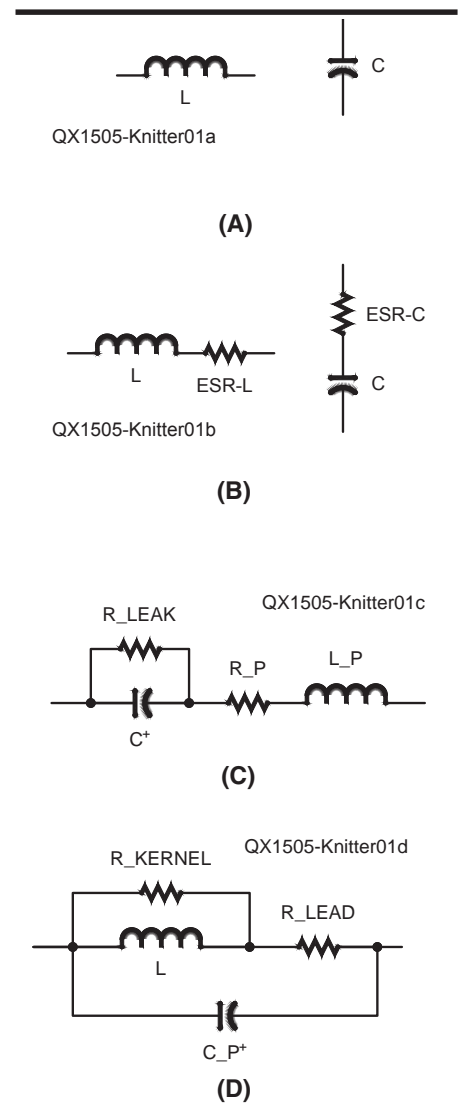 L
C
QX1505-Knitter01a
(A)
ESR-C
L
ESR-L
C
QX1505-Knitter01b
(B)
QX1505-Knitter01c
R_LEAK
R_P
L_P
C+
(C)
QX1505-Knitter01d
R_KERNEL
R_LEAD
L
C_P+
(D)